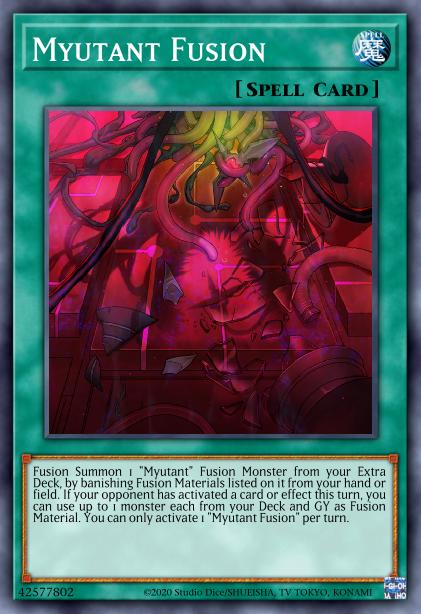 Myutant Fusion
SPELL
魔
[Spell Card]
Fusion Summon 1 "Myutant" Fusion Monster from your Extra
Deck, by banishing Fusion Materials listed on it from your hand or
field. If your opponent has activated a card or effect this turn, you
can use up to 1 monster each from your Deck and GY as Fusion
Material. You can only activate 1 "Myutant Fusion" per turn.
42577802
©2020 Studio Dice/SHUEISHA, TV TOKYO, KONAMI